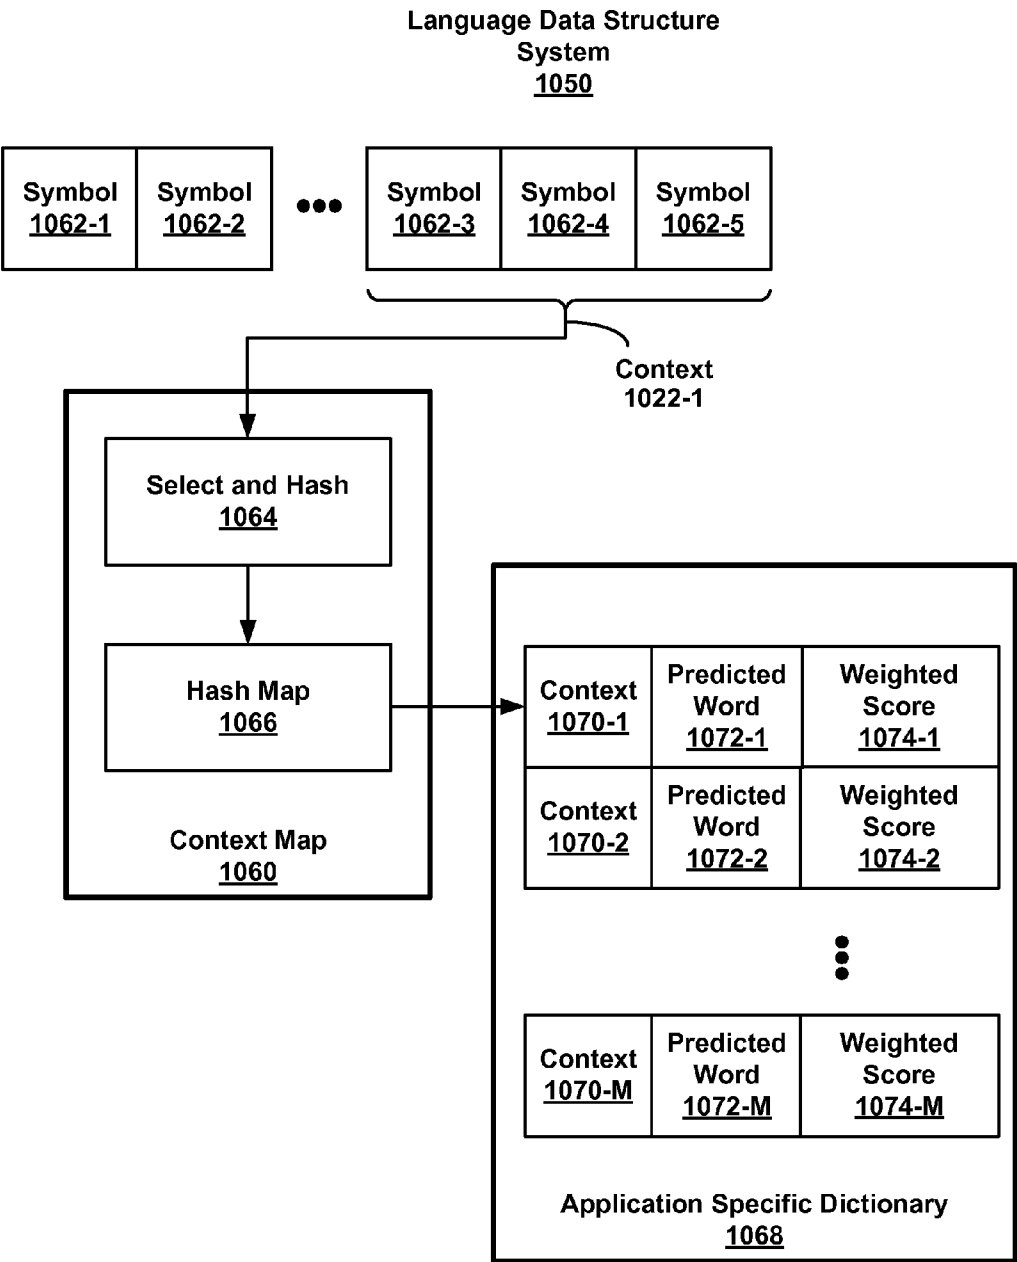 Language Data Structure
System
1050
Symbol
1062-1
Symbol
1062-2
Symbol
1062-3
Symbol
1062-4
Symbol
1062-5
Context
1022-1
Select and Hash
1064
Hash Map
1066
Context Map
1060
Context
1070-1
Predicted
Word
1072-1
Weighted
Score
1074-1
Context
1070-2
Predicted
Word
1072-2
Weighted
Score
1074-2
Context
1070-M
Predicted
Word
1072-M
Weighted
Score
1074-M
Application Specific Dictionary
1068